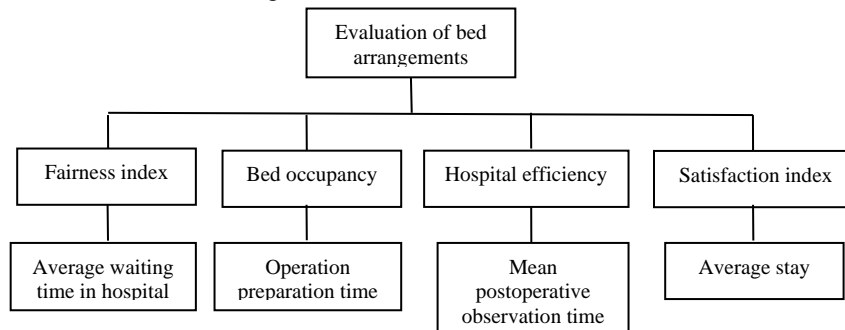 Evaluation of bed
arrangements
Fairness index
Bed occupancy
Hospital efficiency
Satisfaction index
Average waiting
time in hospital
Operation
preparation time
Mean
postoperative
observation time
Average stay